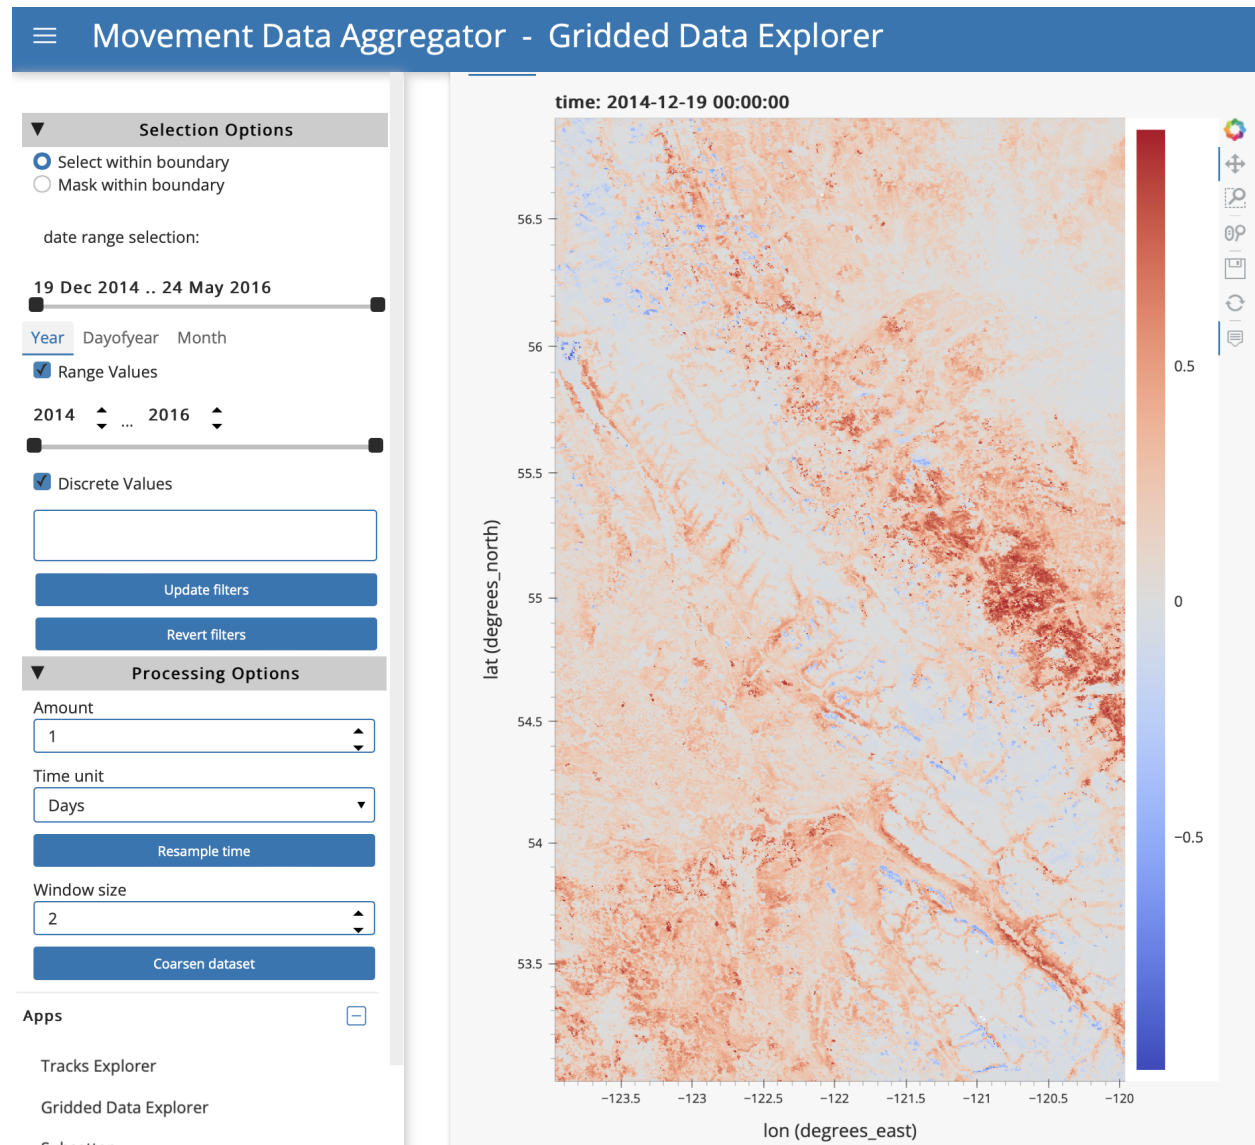 Movement Data Aggregator - Gridded Data Explorer
Selection Options
Select within boundary
Mask within boundary
date range selection:
19 Dec 2014 .. 24 May 2016
Year Dayofyear Month
Range Values
2014 ... 2016
Discrete Values
Update filters
Revert filters
Processing Options
Amount
1
Time unit
Days
Resample time
Window size
2
Coarsen dataset
Apps
Tracks Explorer
Gridded Data Explorer
time: 2014-12-19 00:00:00
lat (degrees_north)
56.5
56
55.5
55
54.5
54
53.5
−123.5 −123 −122.5 −122 −121.5 −121 −120.5 −120
lon (degrees_east)
0.5
0
−0.5